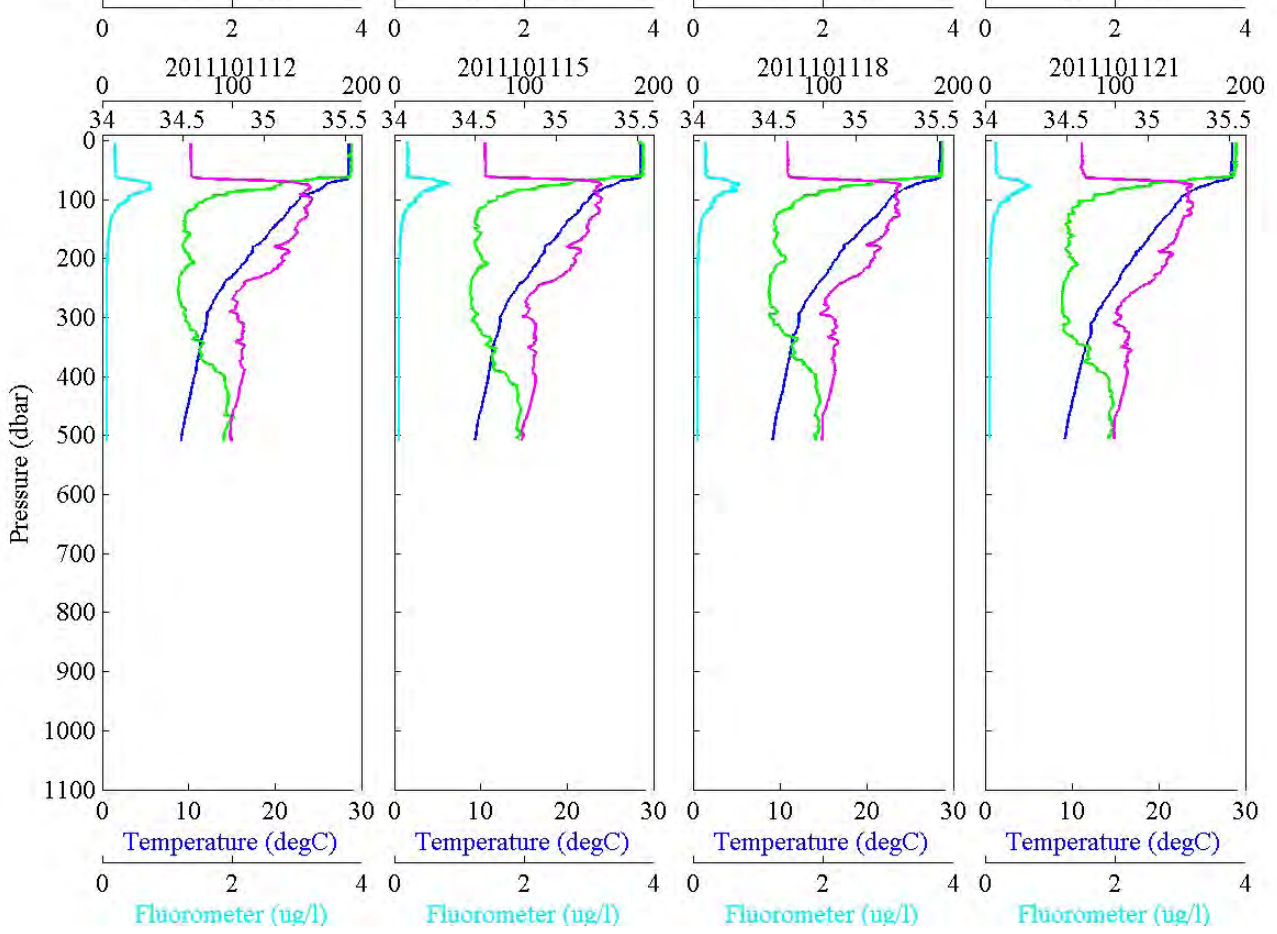 0 2 4 0 2 4 0 2 4 0 2 4
2011101112 2011101115 2011101118 2011101121
0 100 200 0 100 200 0 100 200 0 100 200
34 34.5 35 35.5 34 34.5 35 35.5 34 34.5 35 35.5 34 34.5 35 35.5
0
100
200
300
400
500
600
700
800
900
1000
1100
Pressure (dbar)
0 10 20 30 0 10 20 30 0 10 20 30 0 10 20 30
Temperature (degC) Temperature (degC) Temperature (degC) Temperature (degC)
0 2 4 0 2 4 0 2 4 0 2 4
Fluorometer (ug/l) Fluorometer (ug/l) Fluorometer (ug/l) Fluorometer (ug/l)